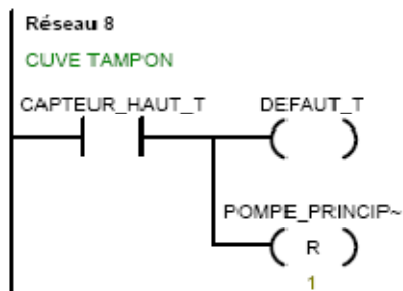 Réseau 8
CUVE TAMPON
CAPTEUR_HAUT_T DEFAUT_T
POMPE_PRINCIP~
R
1